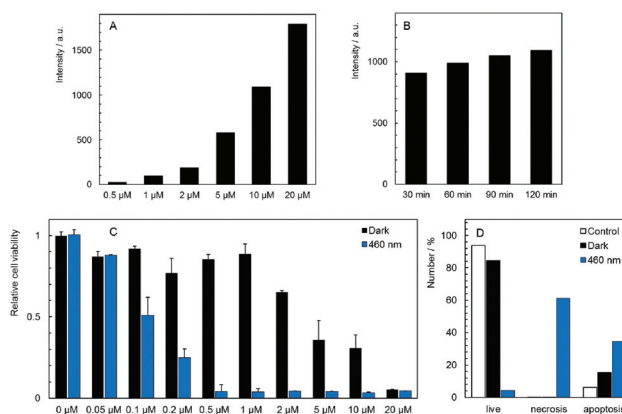 A
Intensity / a.u.
1500
1000
500
0
0.5 µM 1 µM 2 µM 5 µM 10 µM 20 µM
B
Intensity / a.u.
1000
500
0
30 min 60 min 90 min 120 min
C
Dark
460 nm
Relative cell viability
1
0.5
0
0 µM 0.05 µM 0.1 µM 0.2 µM 0.5 µM 1 µM 2 µM 5 µM 10 µM 20 µM
D
Control
Dark
460 nm
Number / %
100
80
60
40
20
0
live necrosis apoptosis